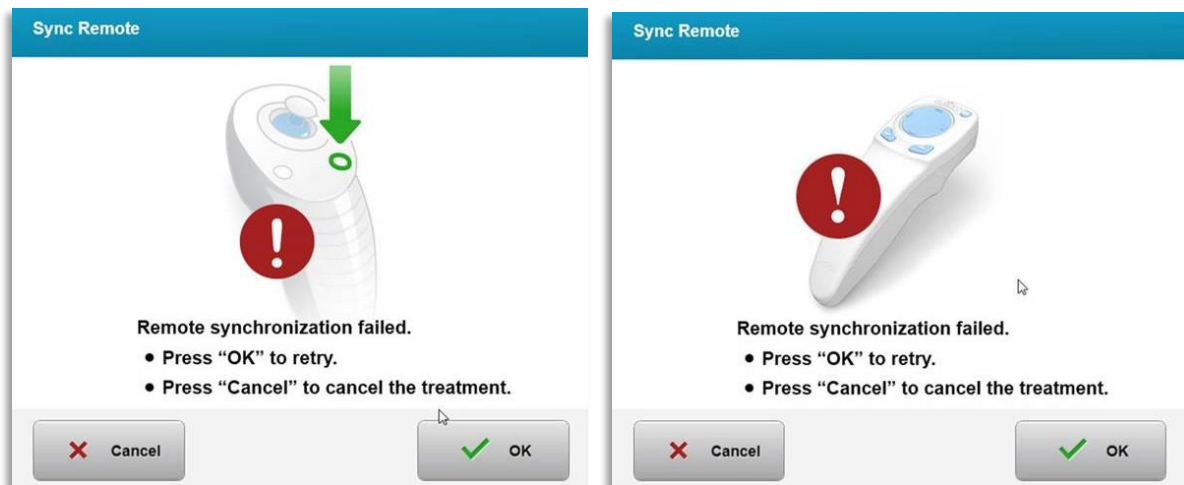 Sync Remote
Remote synchronization failed.
• Press “OK” to retry.
• Press “Cancel” to cancel the treatment.
Cancel
OK
Sync Remote
Remote synchronization failed.
• Press “OK” to retry.
• Press “Cancel” to cancel the treatment.
Cancel
OK